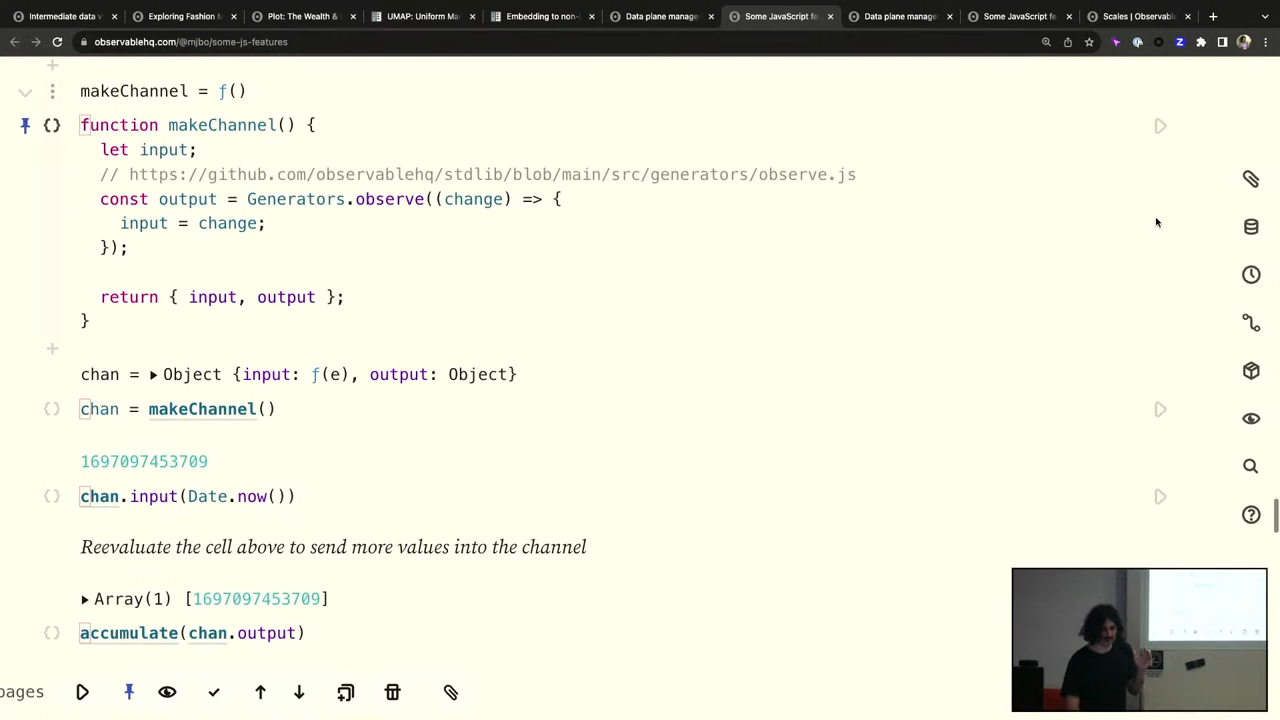 Intermediate data v
Exploring Fashion M
Plot: The Wealth &
UMAP: Uniform Ma
Embedding to non-
Data plane manage
Some JavaScript fe
Data plane manage
Some JavaScript fe
Scales | Observabl
observablehq.com/@mjbo/some-js-features
makeChannel = ƒ()
function makeChannel() {
let input;
// https://github.com/observablehq/stdlib/blob/main/src/generators/observe.js
const output = Generators.observe((change) => {
input = change;
});
return { input, output };
}
chan = ▸Object {input: ƒ(e), output: Object}
chan = makeChannel()
1697097453709
chan.input(Date.now())
Reevaluate the cell above to send more values into the channel
▸Array(1) [1697097453709]
accumulate(chan.output)
pages